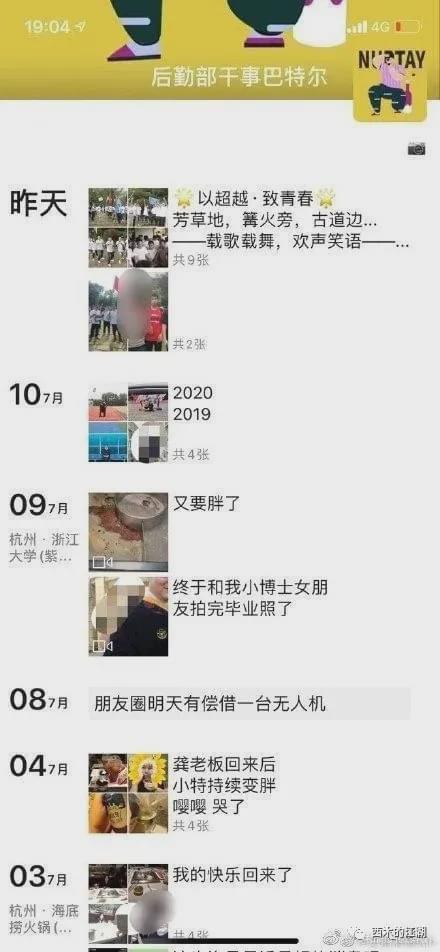 19:04
4G
NURTAY
后勤部干事巴特尔
昨天
🌟以超越·致青春🌟
芳草地，篝火旁，古道边...
——载歌载舞，欢声笑语——...
共9张
共2张
10 7月
2020
2019
共4张
09 7月
杭州·浙江
大学(紫...
又要胖了
终于和我小博士女朋
友拍完毕业照了
08 7月
朋友圈明天有偿借一台无人机
04 7月
龚老板回来后
小特持续变胖
嘤嘤 哭了
共4张
03 7月
杭州·海底
捞火锅(...
我的快乐回来了
共4张